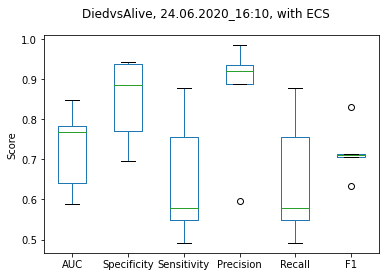 DiedvsAlive, 24.06.2020_16:10, with ECS
1.0
0.9
0.8
0.7
0.6
0.5
Score
AUC Specificity Sensitivity Precision Recall F1